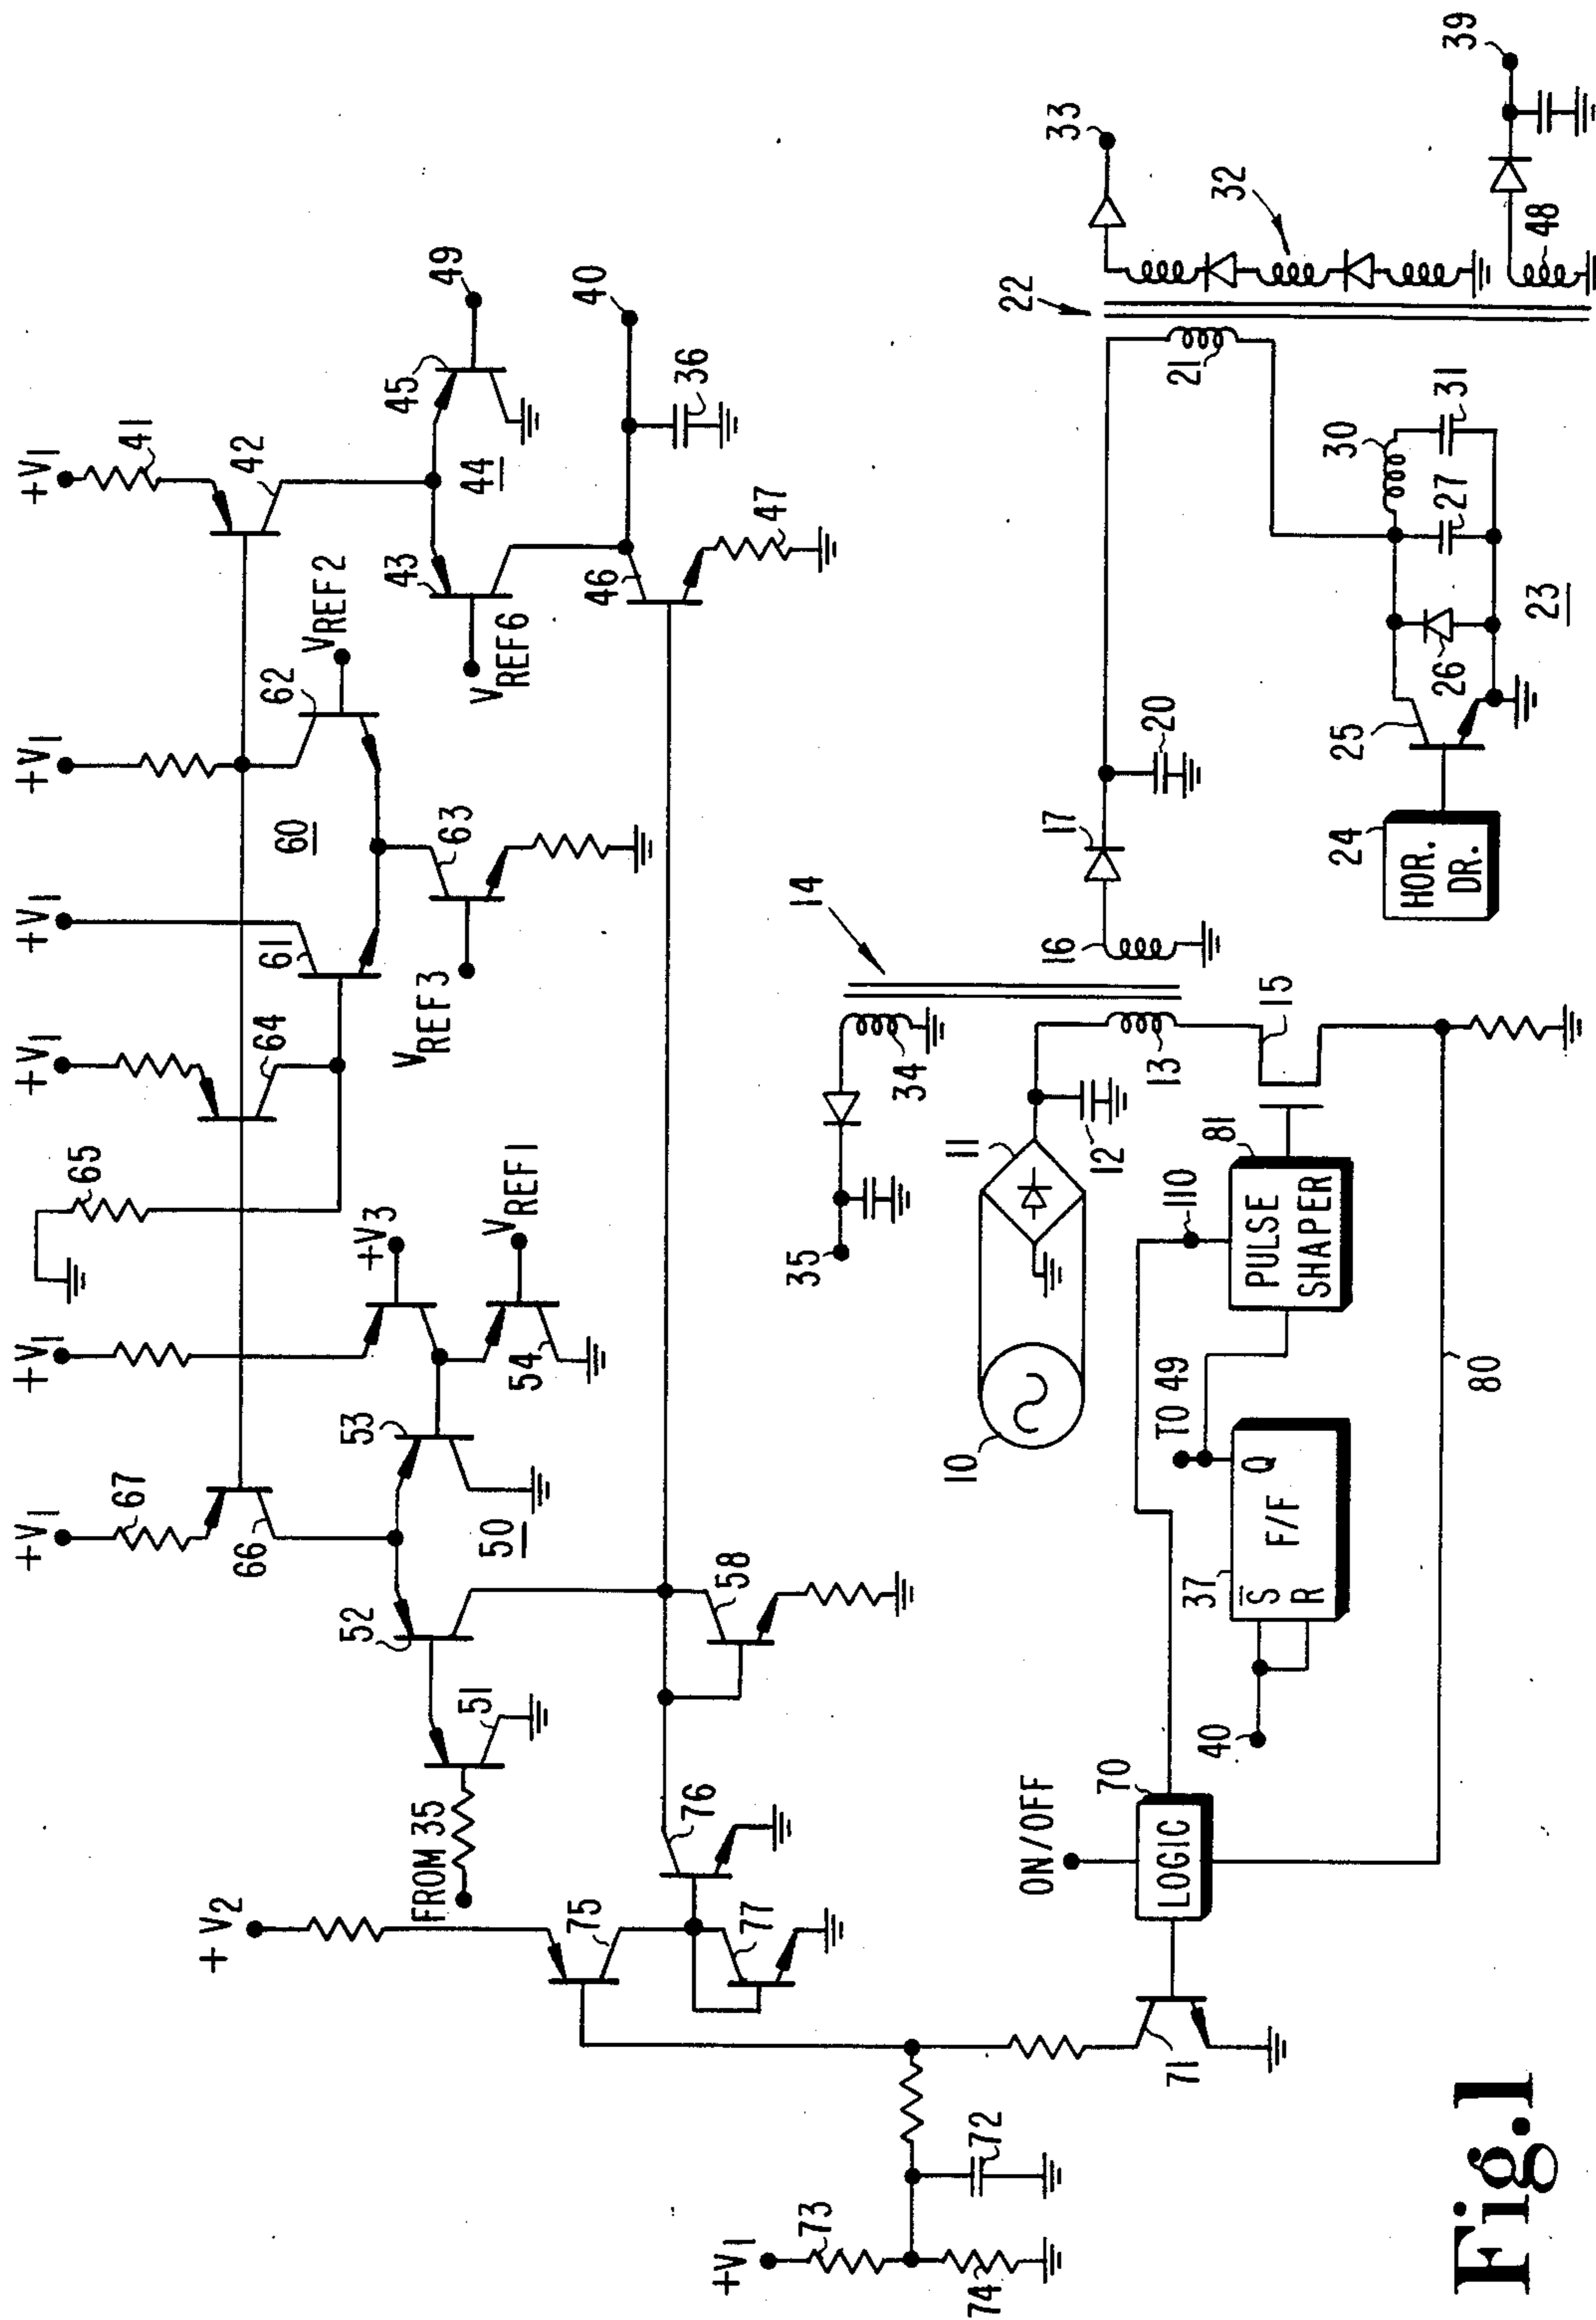 +V1
+V1
+V1
+V1
+V1
+V1
41
42
43
44
45
49
VREF2
VREF6
62
60
61
63
VREF3
64
65
+V3
VREF1
67
66
53
54
50
52
51
FROM 35
58
46
47
40
36
+V2
75
76
77
+V1
73
74
72
71
ON/OFF
70
LOGIC
40
37
S̅
R
F/F
Q
TO 49
110
81
PULSE
SHAPER
80
10
11
12
13
14
15
16
17
20
34
35
22
21
32
33
48
39
24
HOR.
DR.
25
26
27
30
31
23
Fig.1